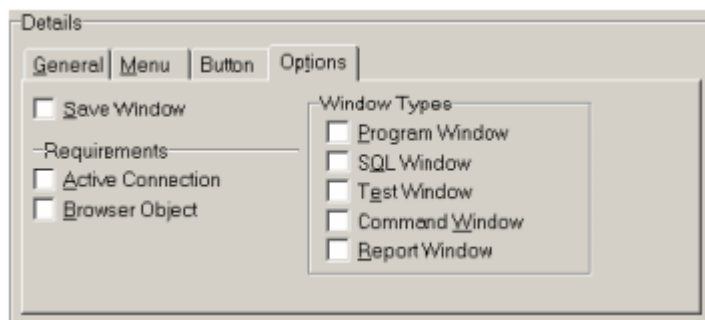 Details
General Menu Button Options
Save Window
Requirements
Active Connection
Browser Object
Window Types
Program Window
SQL Window
Test Window
Command Window
Report Window